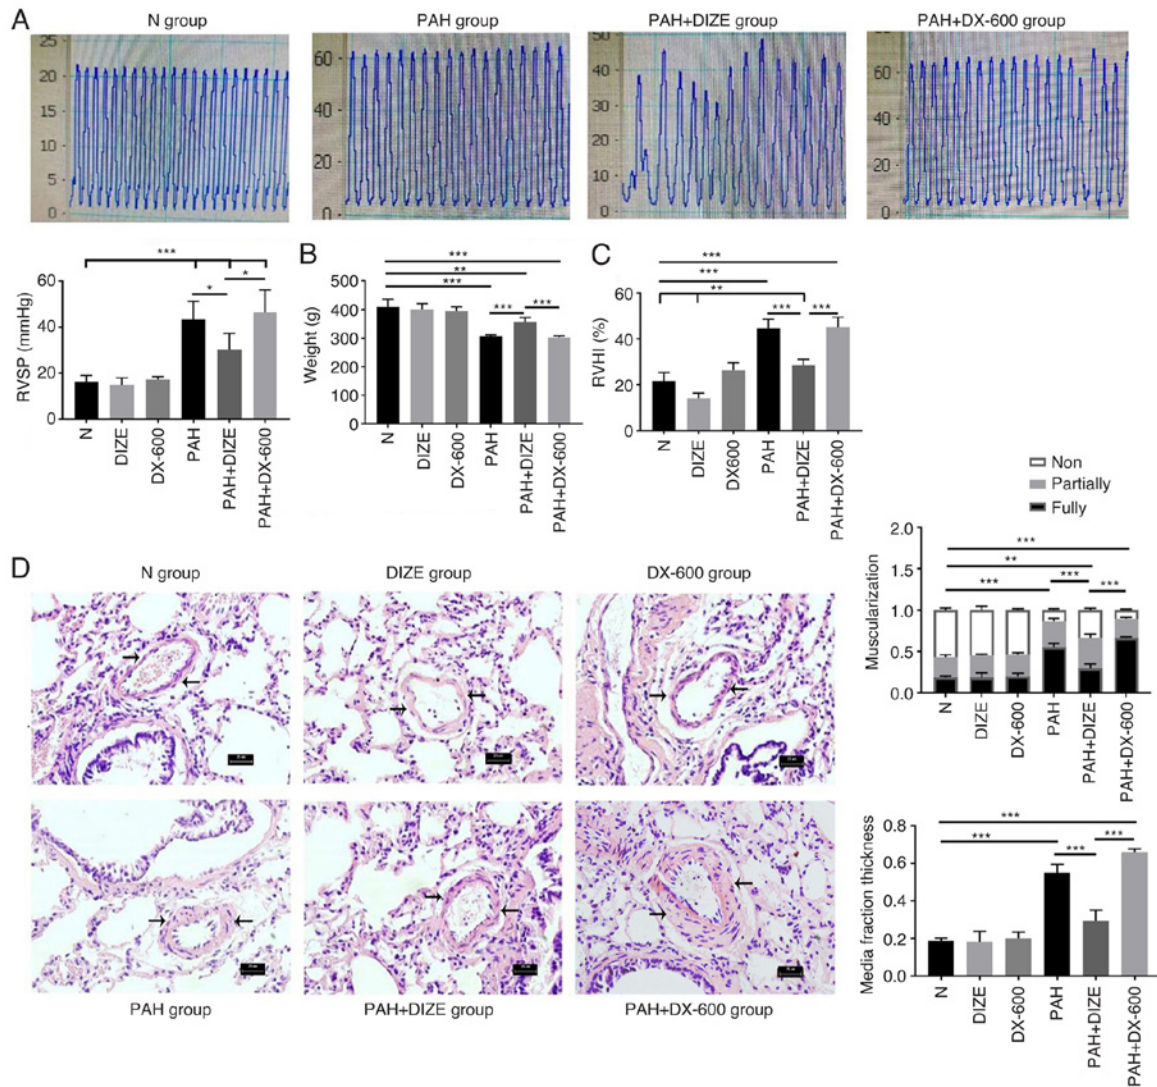 A
N group
PAH group
PAH+DIZE group
PAH+DX-600 group
25
20
15
10
5
0
60
40
20
0
50
40
30
20
10
0
60
40
20
0
RVSP (mmHg)
60
40
20
0
***
*
*
N
DIZE
DX-600
PAH
PAH+DIZE
PAH+DX-600
B
Weight (g)
500
400
300
200
100
0
***
**
***
***
***
N
DIZE
DX-600
PAH
PAH+DIZE
PAH+DX-600
C
RVHI (%)
60
40
20
0
***
***
**
***
***
N
DIZE
DX600
PAH
PAH+DIZE
PAH+DX-600
Non
Partially
Fully
Muscularization
2.0
1.5
1.0
0.5
0.0
***
**
***
***
***
N
DIZE
DX-600
PAH
PAH+DIZE
PAH+DX-600
D
N group
DIZE group
DX-600 group
PAH group
PAH+DIZE group
PAH+DX-600 group
Media fraction thickness
0.8
0.6
0.4
0.2
0.0
***
***
***
***
N
DIZE
DX-600
PAH
PAH+DIZE
PAH+DX-600